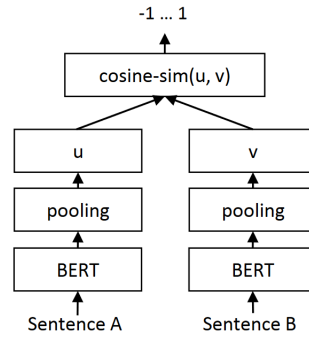 -1 … 1
cosine-sim(u, v)
u
v
pooling
pooling
BERT
BERT
Sentence A
Sentence B